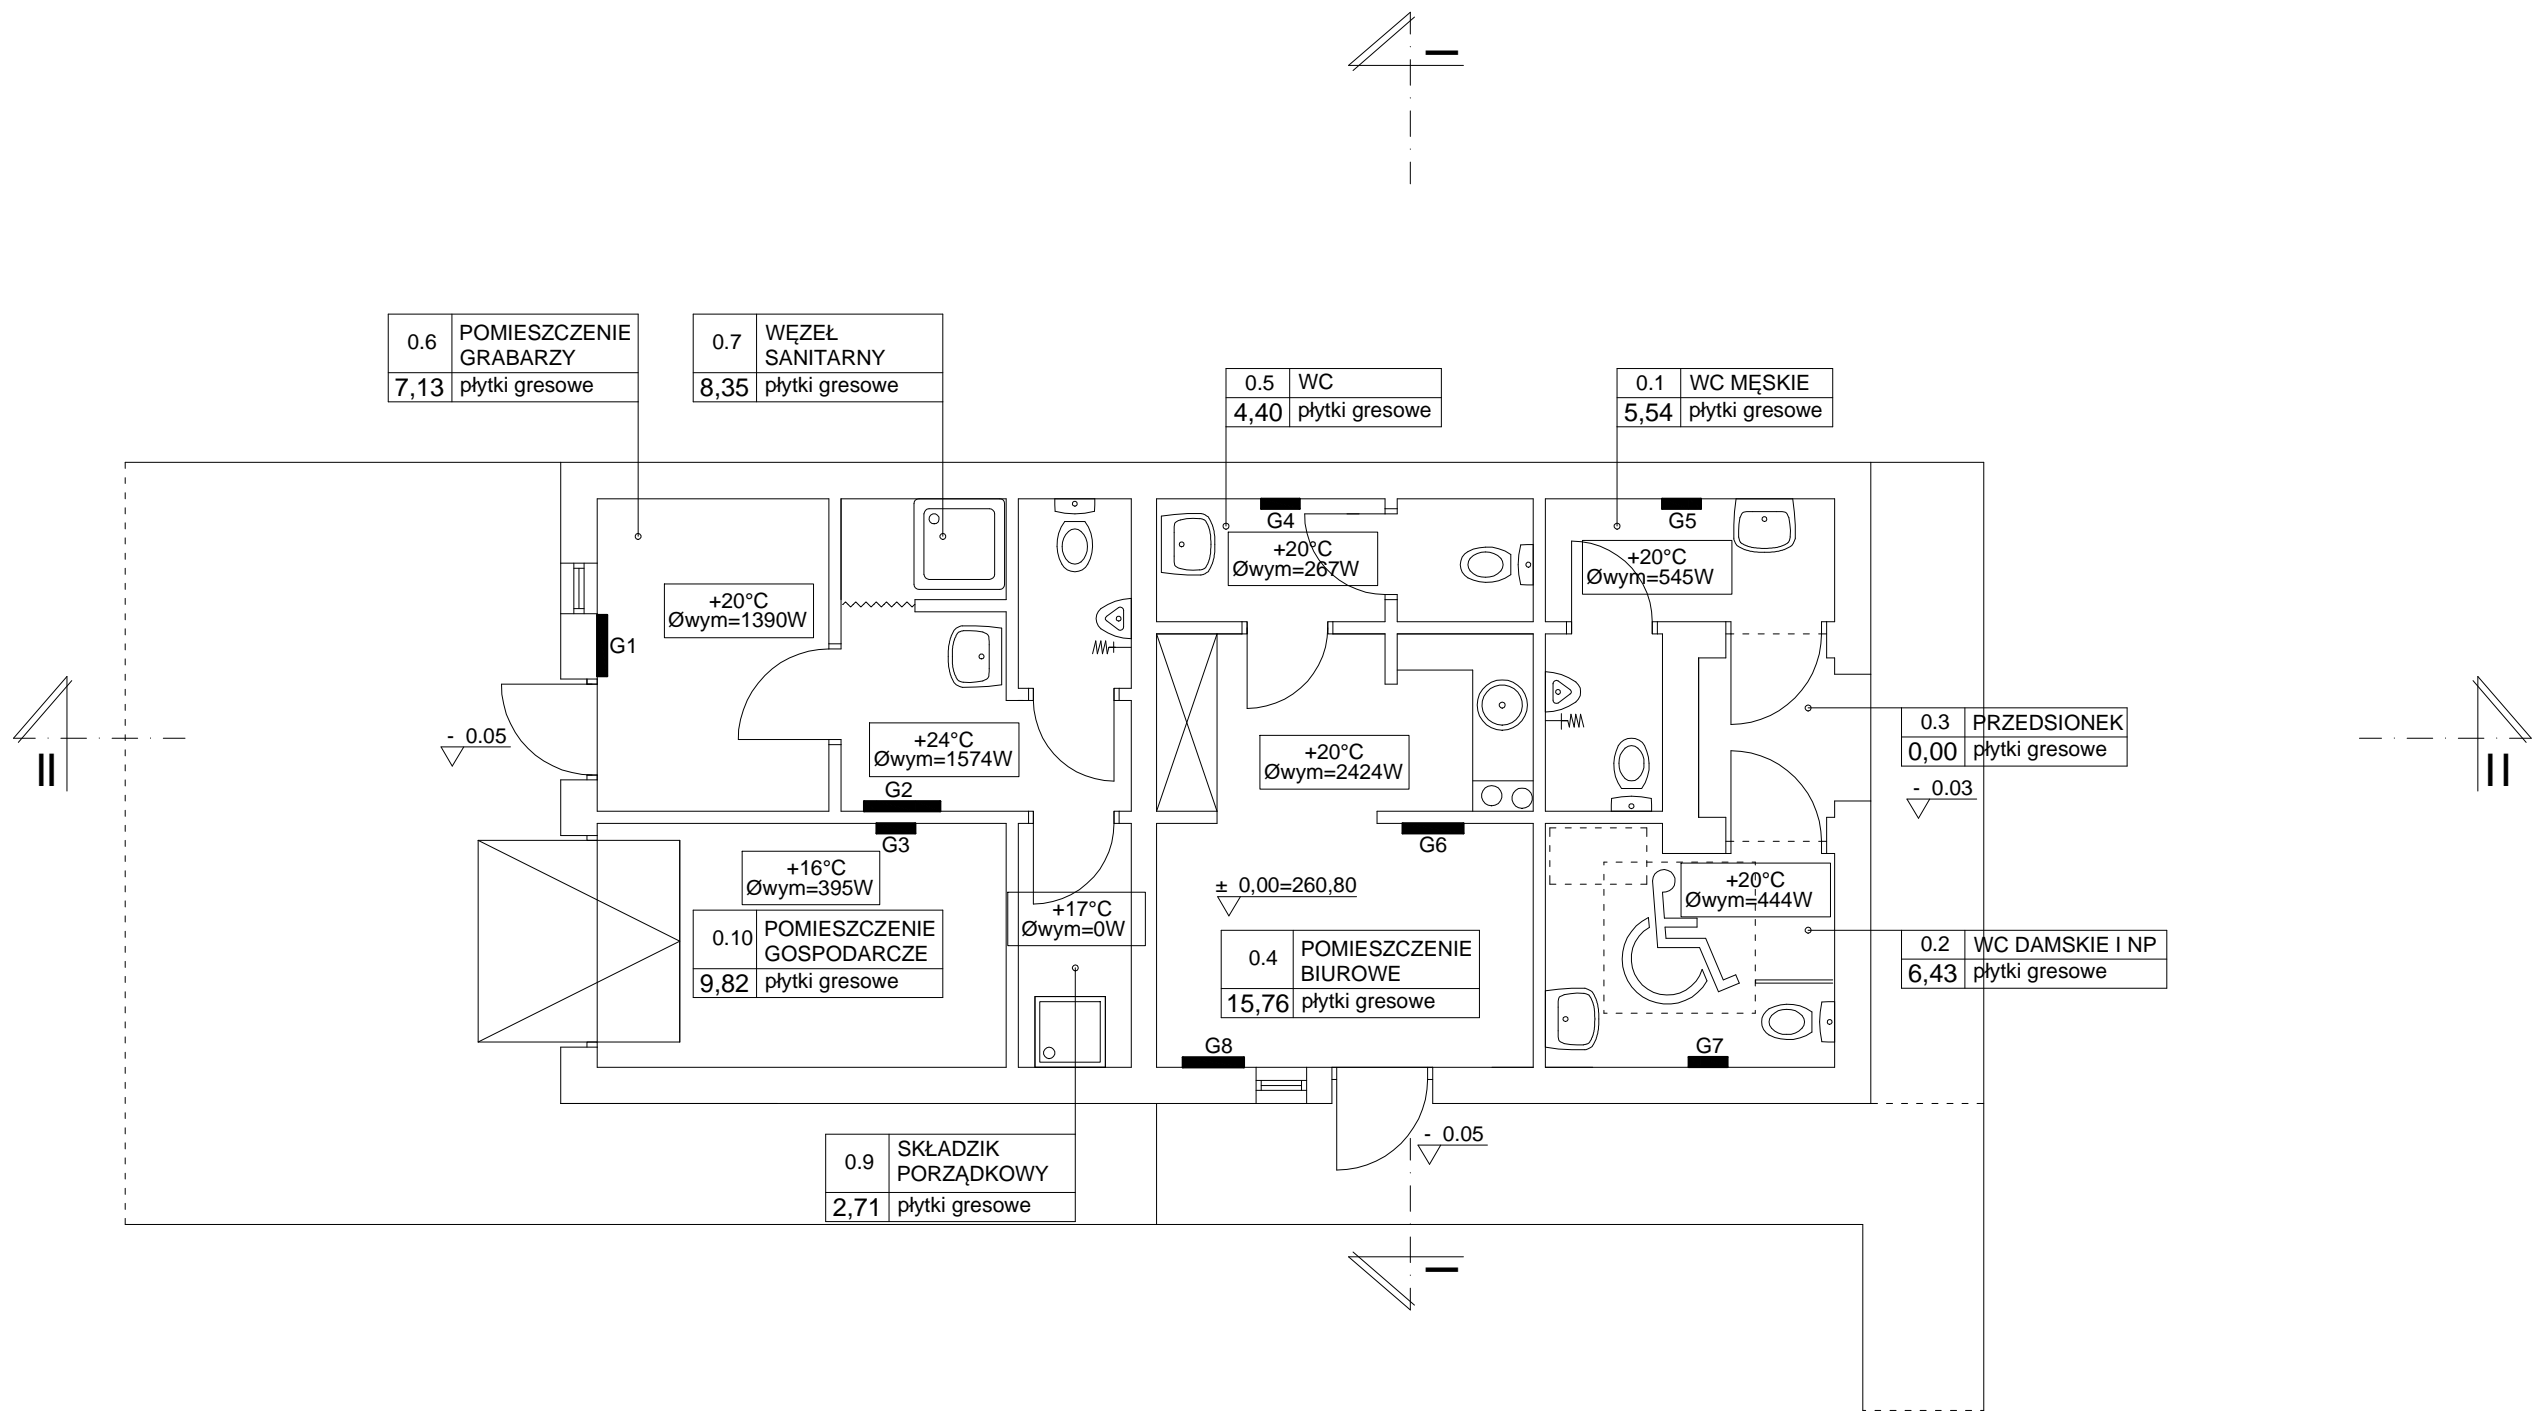 I
0.6 POMIESZCZENIE
GRABARZY
7,13 płytki gresowe
0.7 WĘZEŁ
SANITARNY
8,35 płytki gresowe
0.5 WC
4,40 płytki gresowe
0.1 WC MĘSKIE
5,54 płytki gresowe
G4
G5
+20°C
Øwym=267W
+20°C
Øwym=545W
+20°C
Øwym=1390W
G1
II
- 0.05
+24°C
Øwym=1574W
+20°C
Øwym=2424W
0.3 PRZEDSIONEK
0,00 płytki gresowe
II
- 0.03
G2
G3
G6
+16°C
Øwym=395W
± 0,00=260,80
+20°C
Øwym=444W
+17°C
Øwym=0W
0.10 POMIESZCZENIE
GOSPODARCZE
9,82 płytki gresowe
0.4 POMIESZCZENIE
BIUROWE
15,76 płytki gresowe
0.2 WC DAMSKIE I NP
6,43 płytki gresowe
G8
G7
- 0.05
0.9 SKŁADZIK
PORZĄDKOWY
2,71 płytki gresowe
I